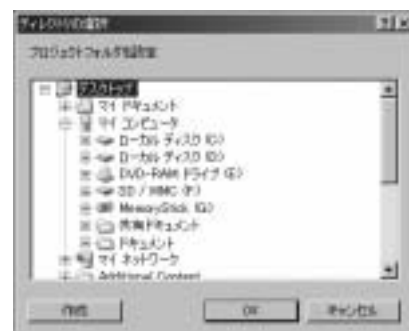 ディレクトリの選択
プロジェクトフォルダを設定
デスクトップ
マイ ドキュメント
マイ コンピュータ
ローカル ディスク (C:)
ローカル ディスク (D:)
DVD-RAM ドライブ (E:)
SD / MMC (F:)
MemoryStick (G:)
共有ドキュメント
ドキュメント
マイ ネットワーク
Additional Content
作成
OK
キャンセル